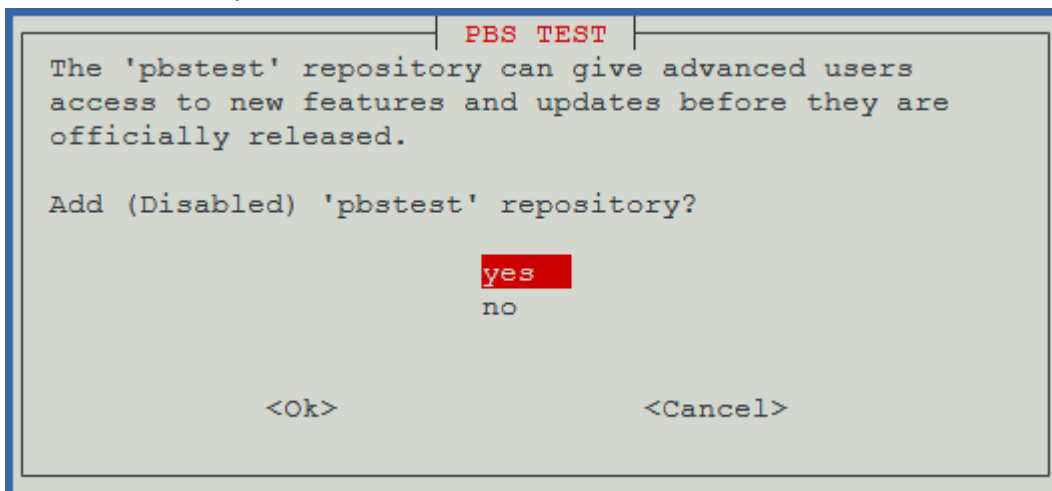 PBS TEST
The 'pbstest' repository can give advanced users
access to new features and updates before they are
officially released.
Add (Disabled) 'pbstest' repository?
yes
no
<Ok> <Cancel>